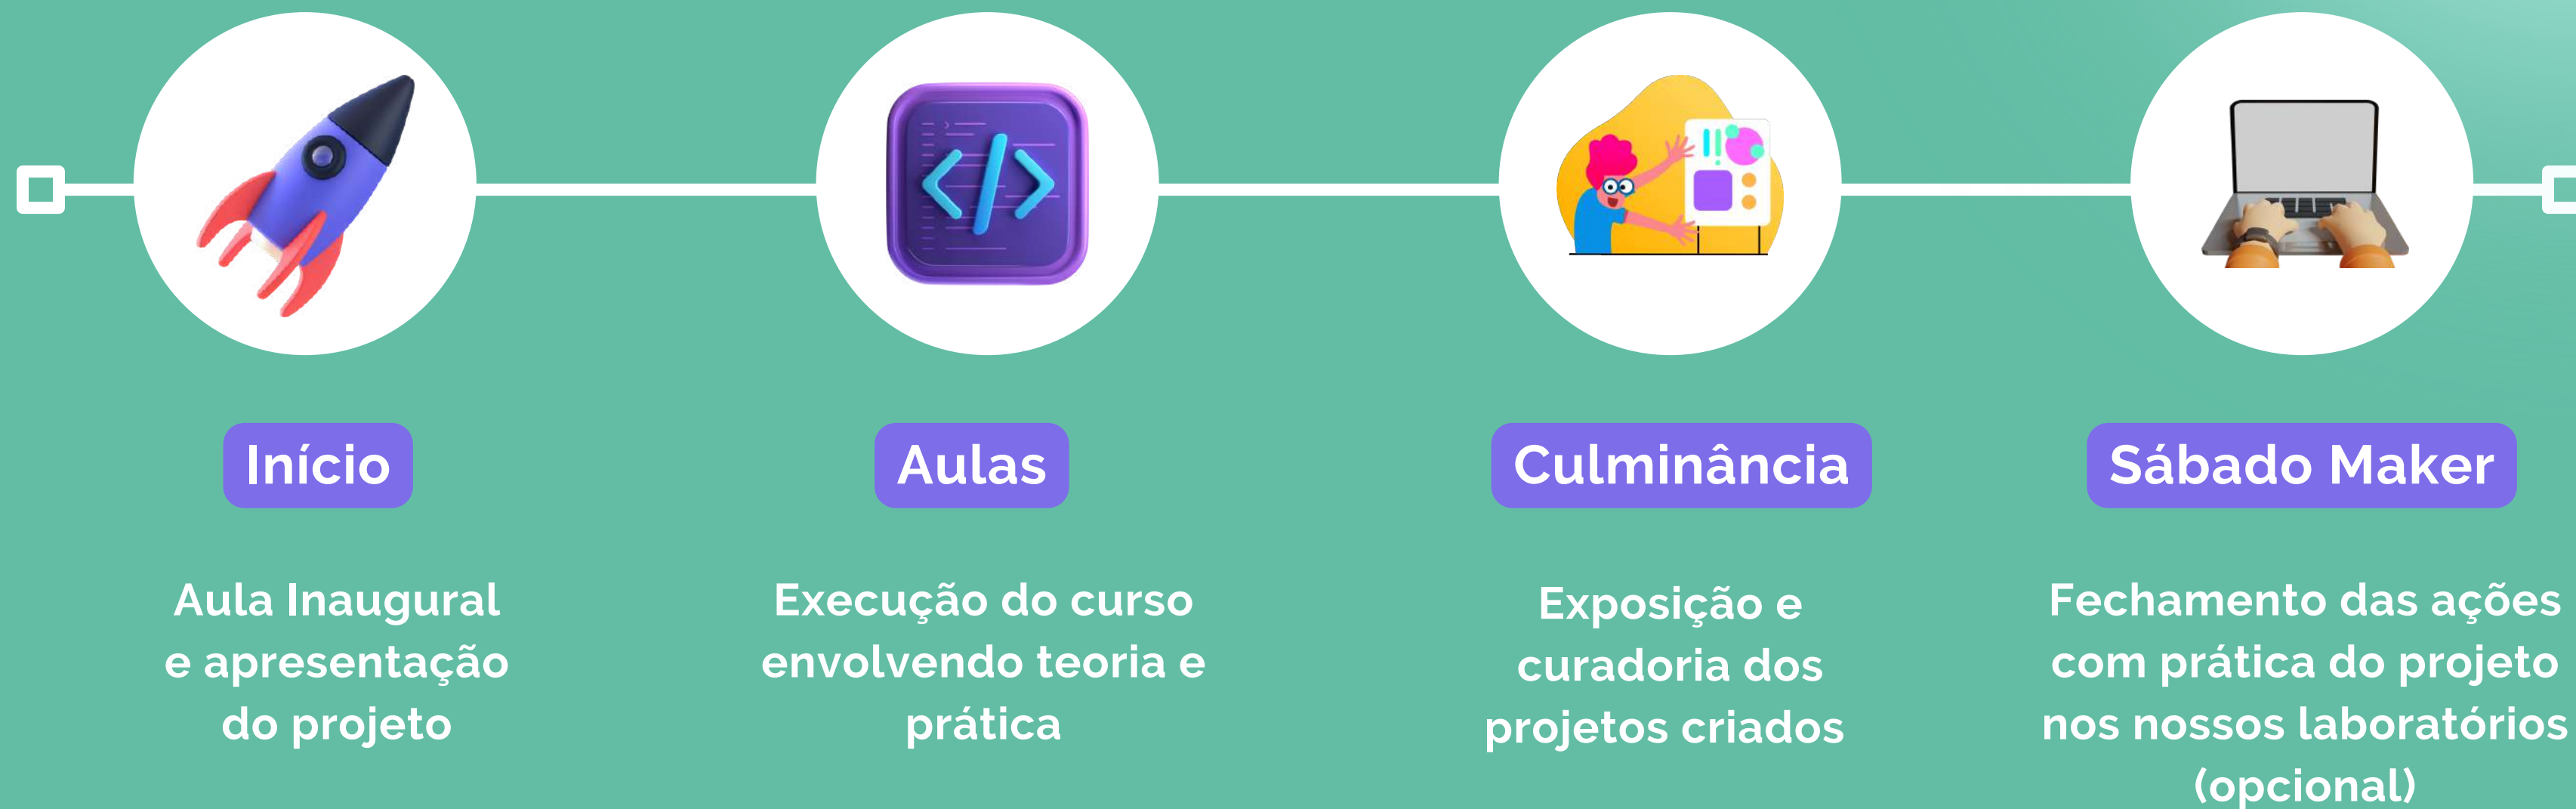 Início
Aula Inaugural
e apresentação
do projeto
Aulas
Execução do curso
envolvendo teoria e
prática
Culminância
Exposição e
curadoria dos
projetos criados
Sábado Maker
Fechamento das ações
com prática do projeto
nos nossos laboratórios
(opcional)